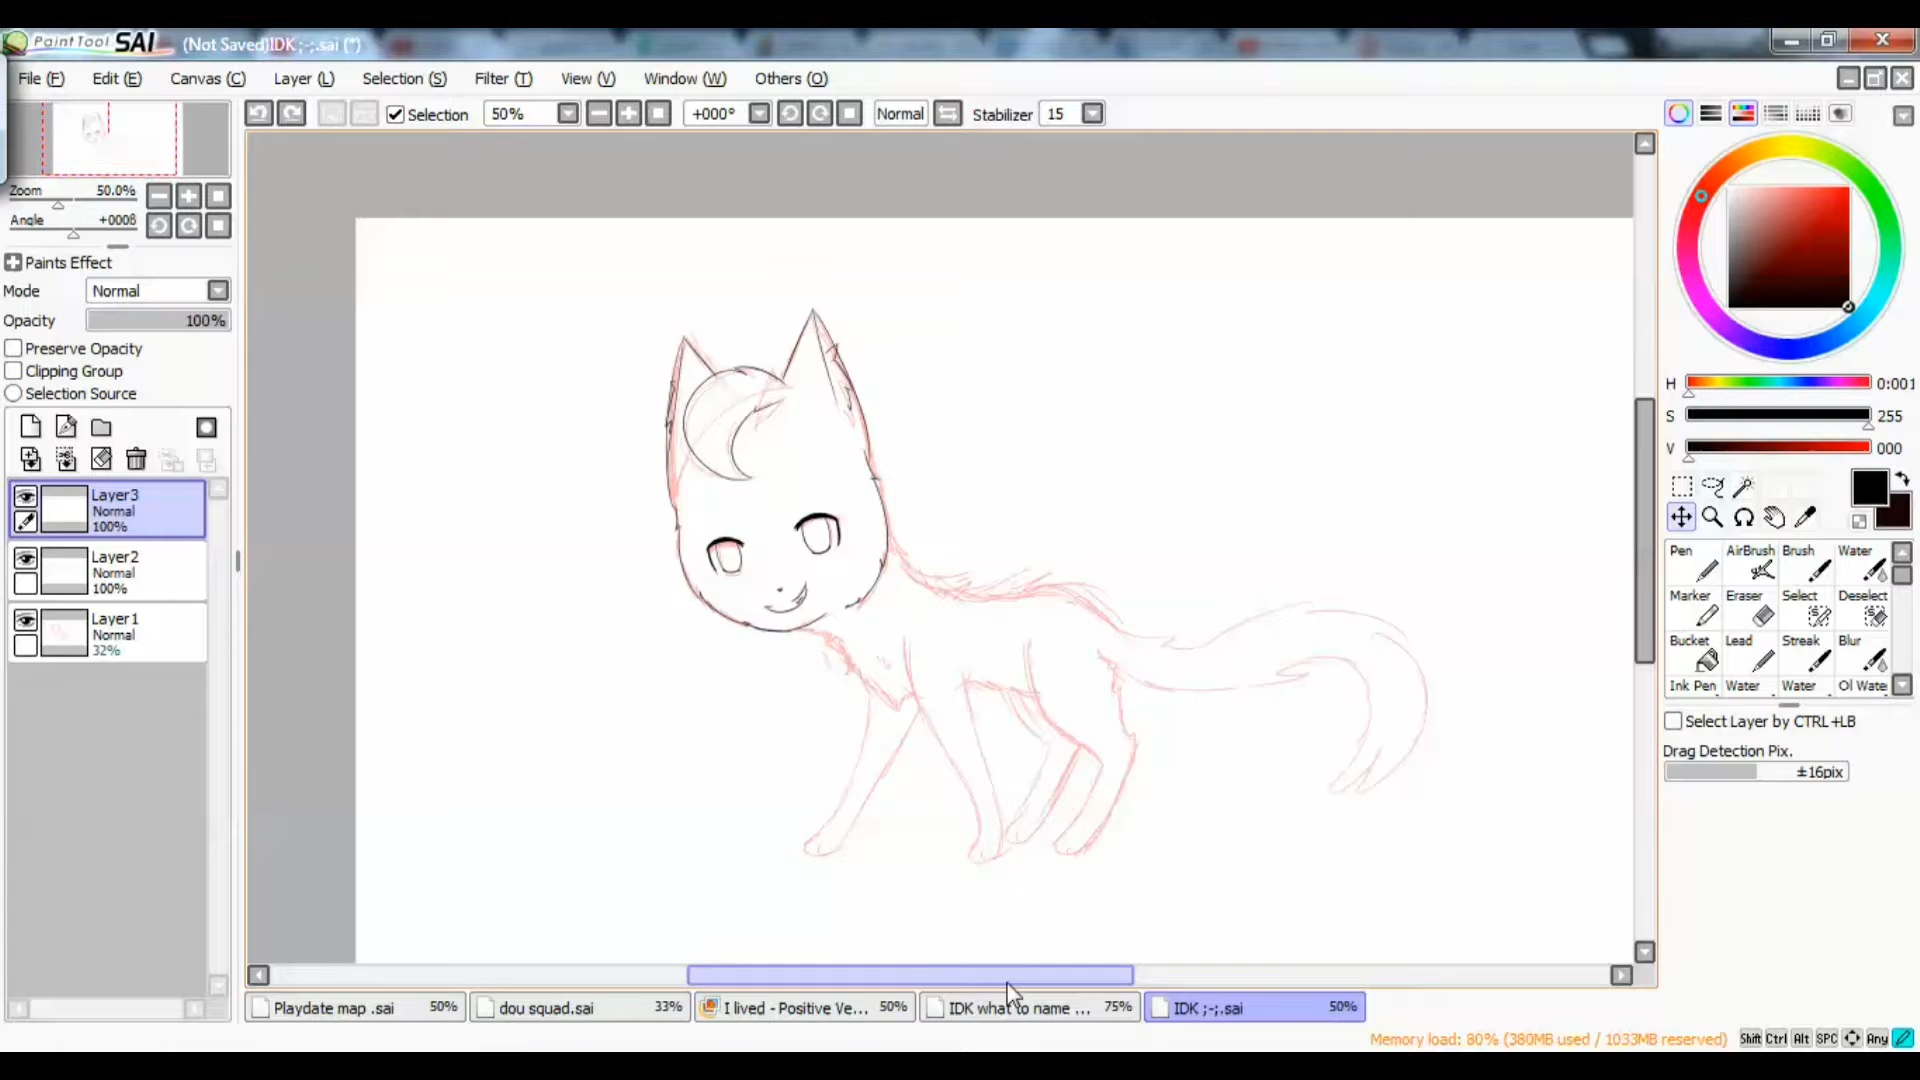 PaintTool SAI (Not Saved)IDK ;-;.sai (*)
File (F) Edit (E) Canvas (C) Layer (L) Selection (S) Filter (T) View (V) Window (W) Others (O)
Selection 50% +000° Normal Stabilizer 15
Zoom 50.0%
Angle +000ß
Paints Effect
Mode Normal
Opacity 100%
Preserve Opacity
Clipping Group
Selection Source
Layer3
Normal
100%
Layer2
Normal
100%
Layer1
Normal
32%
H 0:001
S 255
V 000
Pen AirBrush Brush Water
Marker Eraser Select Deselect
Bucket Lead Streak Blur
Ink Pen Water Water Ol Wate
Select Layer by CTRL+LB
Drag Detection Pix.
±16pix
Playdate map .sai 50% dou squad.sai 33% I lived - Positive Ve... 50% IDK what to name ... 75% IDK ;-;.sai 50%
Memory load: 80% (380MB used / 1033MB reserved) Shift Ctrl Alt SPC Any